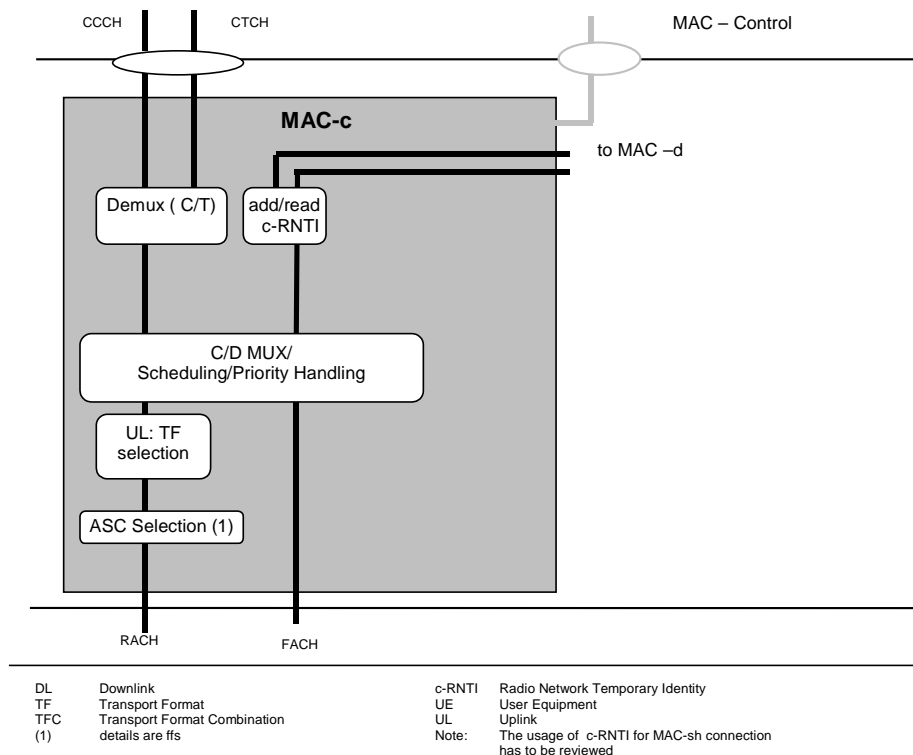 CCCH CTCH MAC – Control
MAC-c
to MAC –d
Demux ( C/T) add/read
c-RNTI
C/D MUX/
Scheduling/Priority Handling
UL: TF
selection
ASC Selection (1)
RACH FACH
DL Downlink c-RNTI Radio Network Temporary Identity
TF Transport Format UE User Equipment
TFC Transport Format Combination UL Uplink
(1) details are ffs Note: The usage of c-RNTI for MAC-sh connection
has to be reviewed